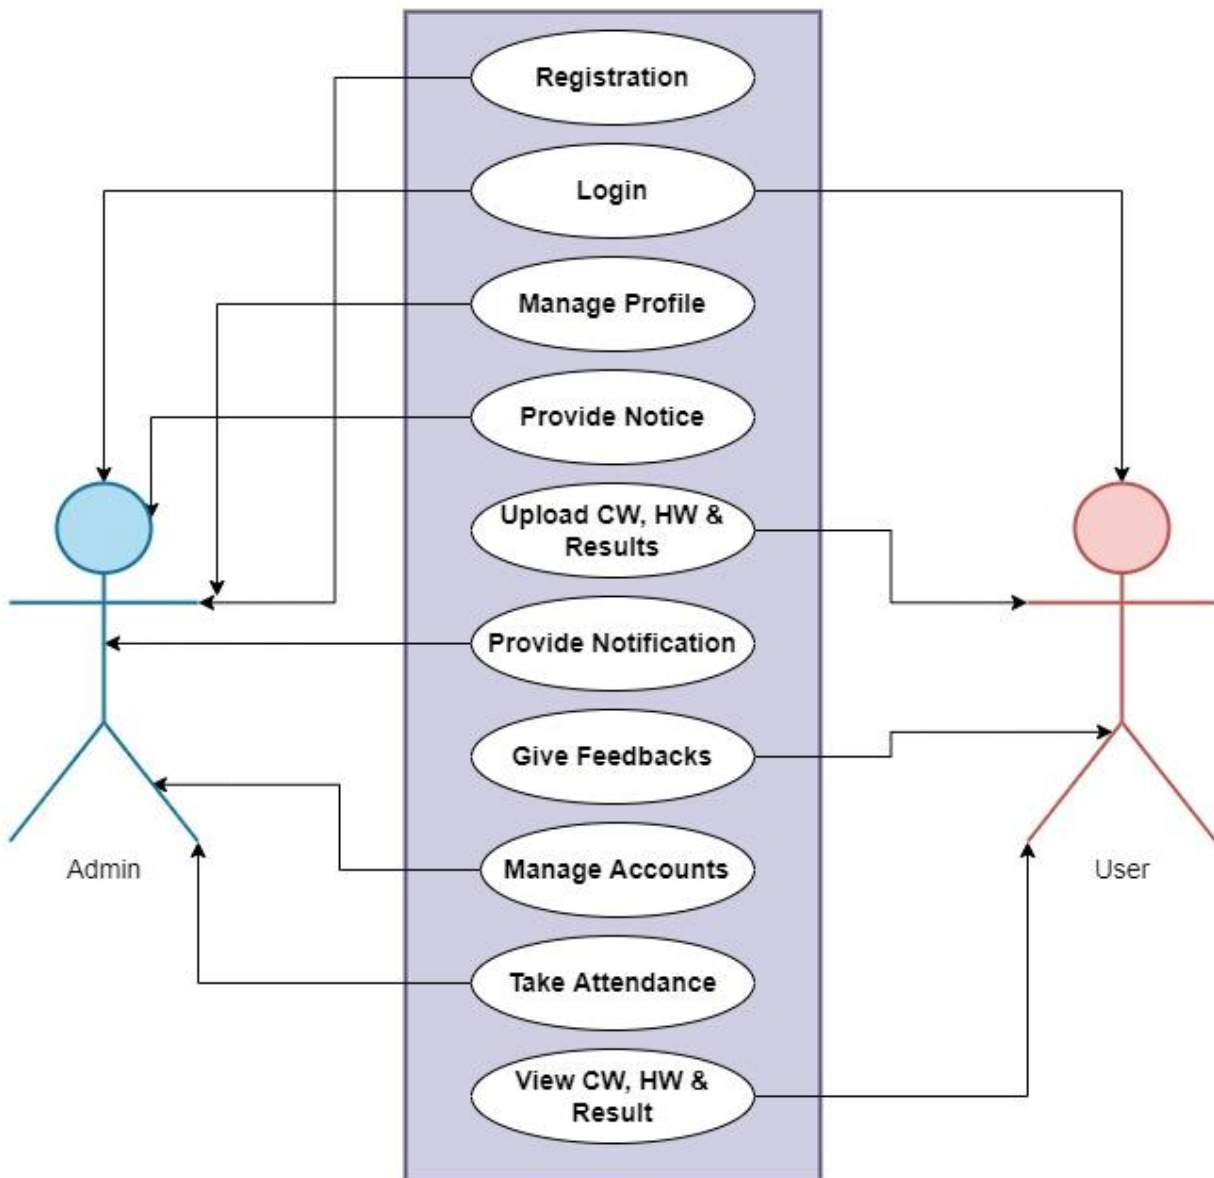 Registration
Login
Manage Profile
Provide Notice
Upload CW, HW &
Results
Provide Notification
Give Feedbacks
Manage Accounts
Admin
User
Take Attendance
View CW, HW &
Result